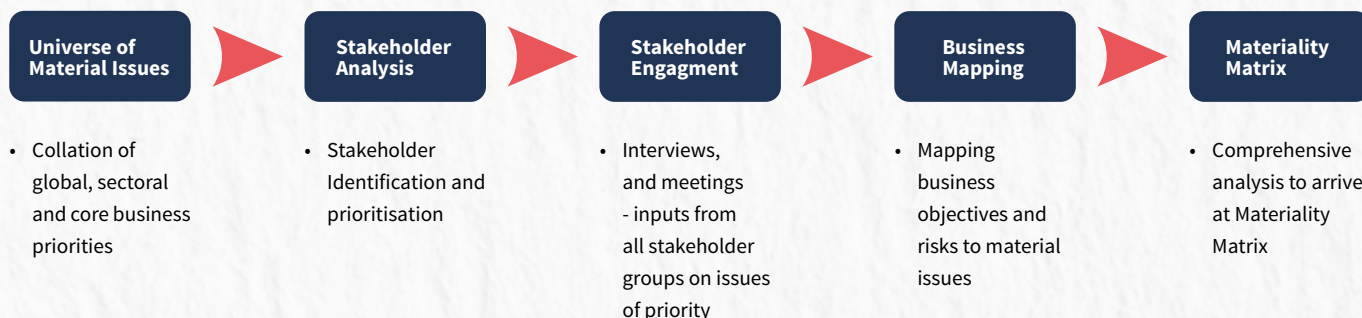 Universe of
Material Issues
• Collation of
global, sectoral
and core business
priorities
Stakeholder
Analysis
• Stakeholder
Identification and
prioritisation
Stakeholder
Engagment
• Interviews,
and meetings
- inputs from
all stakeholder
groups on issues
of priority
Business
Mapping
• Mapping
business
objectives and
risks to material
issues
Materiality
Matrix
• Comprehensive
analysis to arrive
at Materiality
Matrix